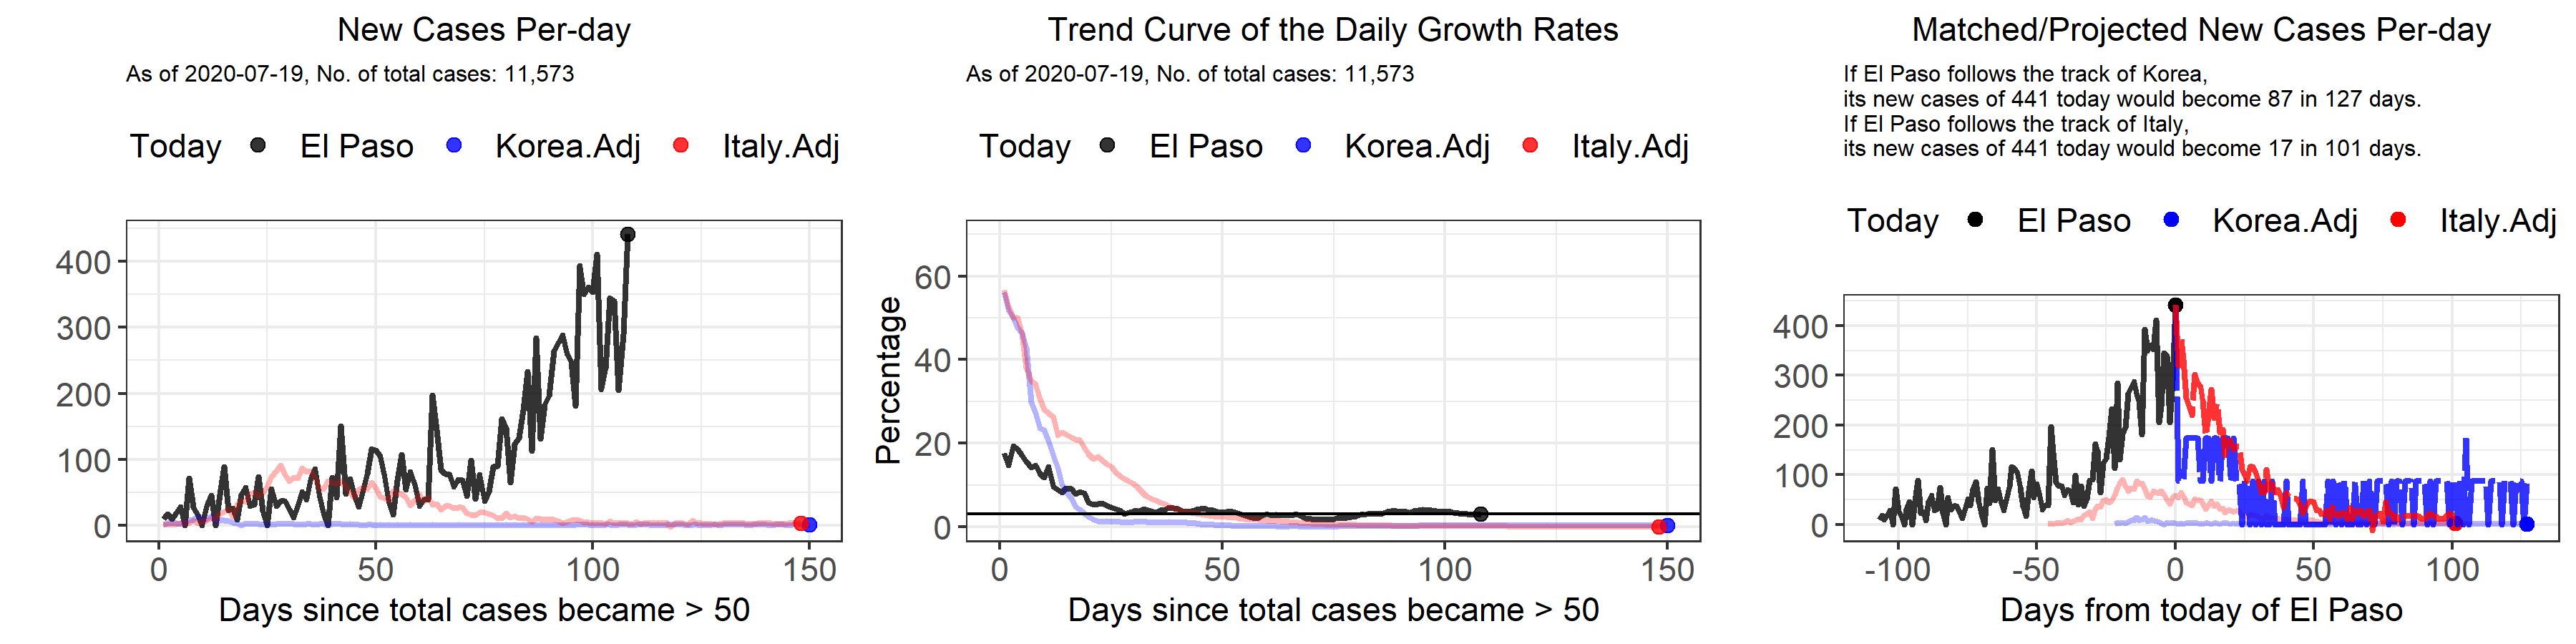 New Cases Per-day
As of 2020-07-19, No. of total cases: 11,573
Today El Paso Korea.Adj Italy.Adj
400
300
200
100
0
0 50 100 150
Days since total cases became > 50
Trend Curve of the Daily Growth Rates
As of 2020-07-19, No. of total cases: 11,573
Today El Paso Korea.Adj Italy.Adj
Percentage
60
40
20
0
0 50 100 150
Days since total cases became > 50
Matched/Projected New Cases Per-day
If El Paso follows the track of Korea,
its new cases of 441 today would become 87 in 127 days.
If El Paso follows the track of Italy,
its new cases of 441 today would become 17 in 101 days.
Today El Paso Korea.Adj Italy.Adj
400
300
200
100
0
-100 -50 0 50 100
Days from today of El Paso